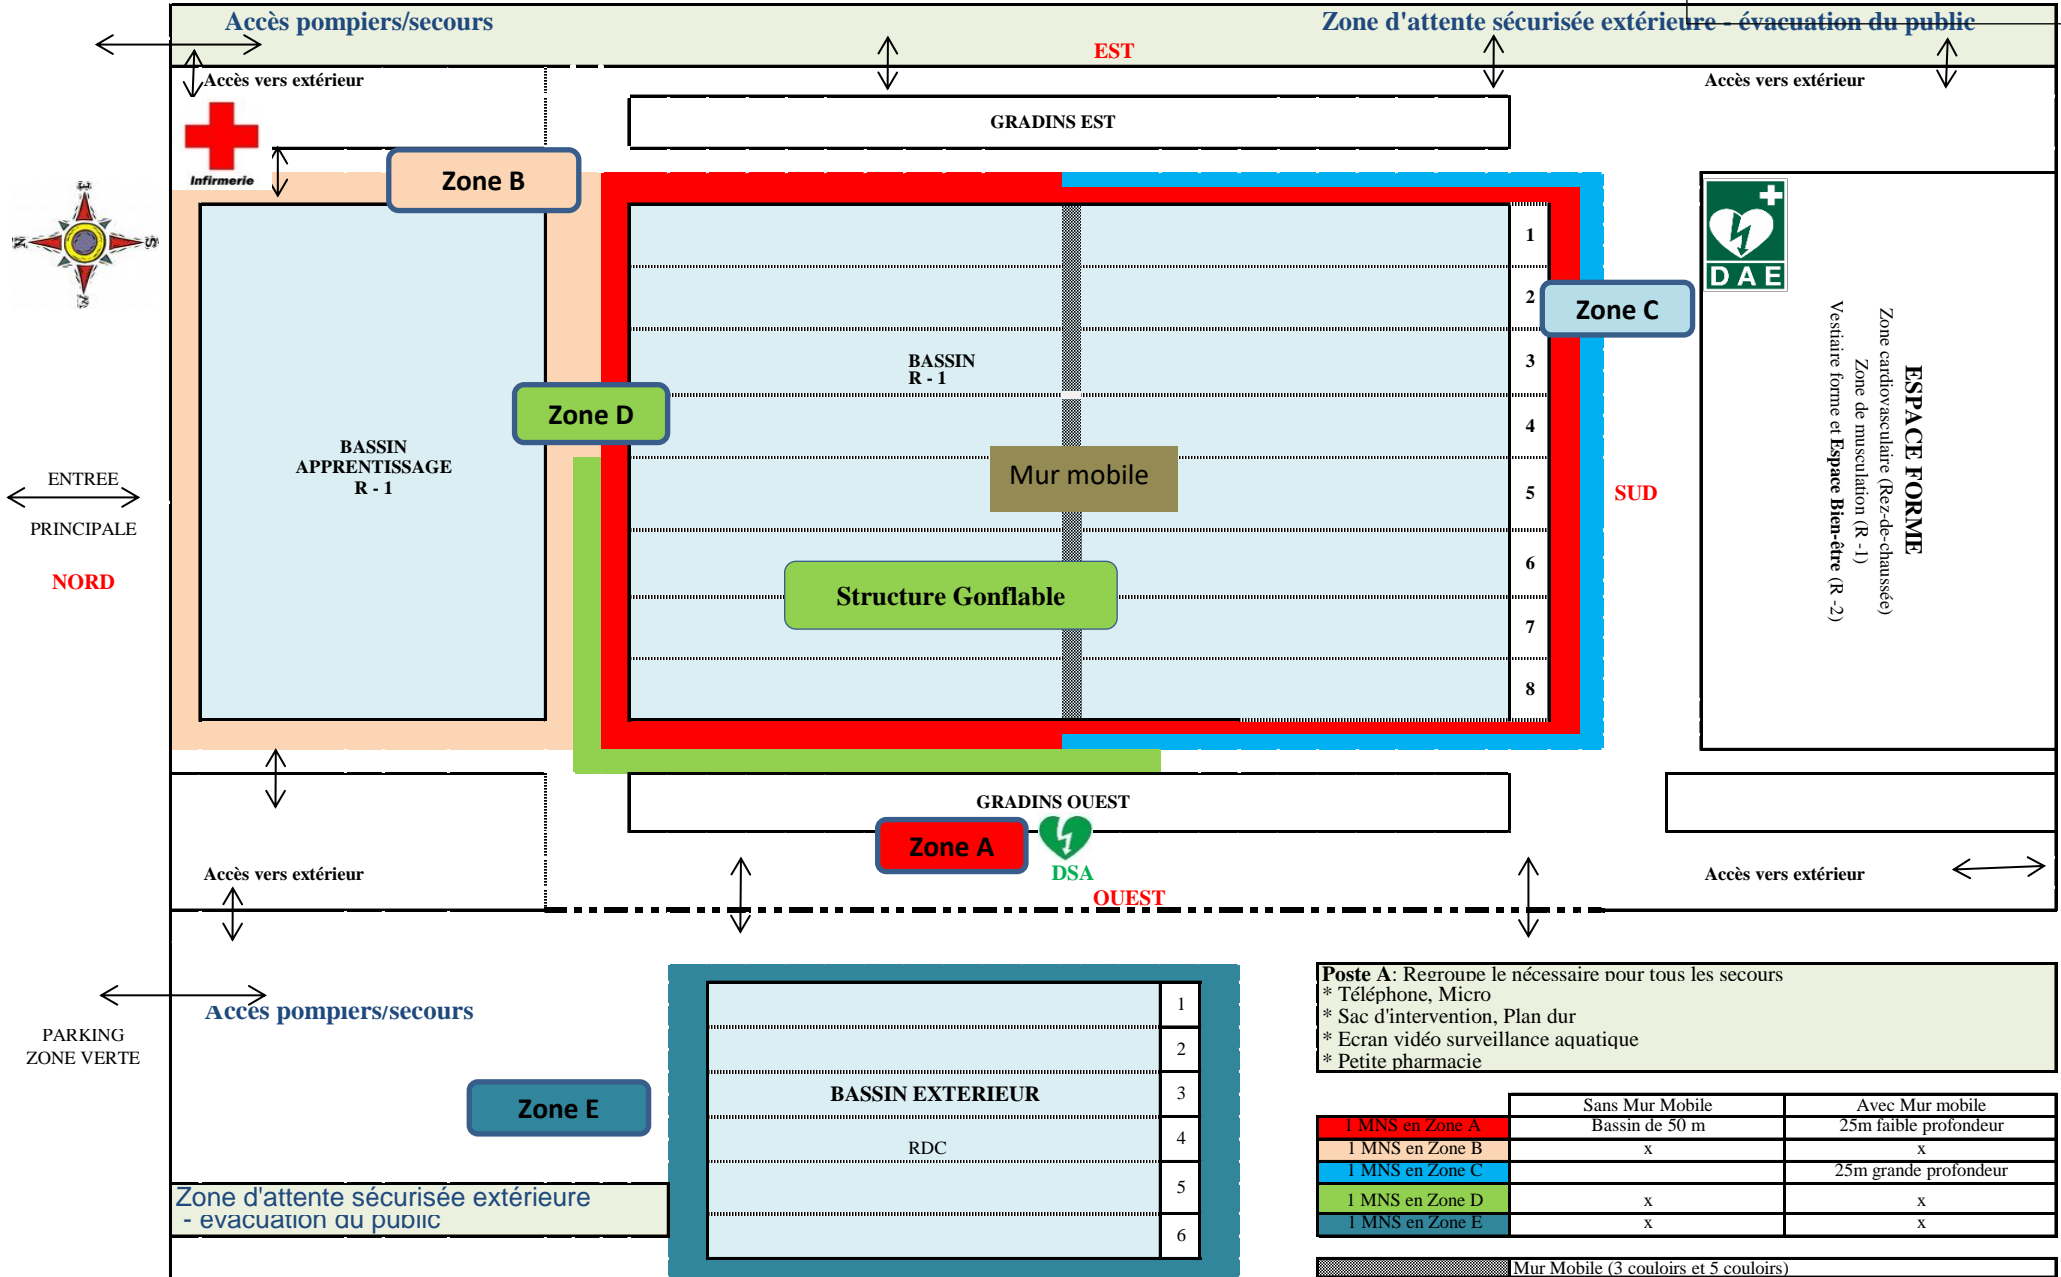 Accès pompiers/secours
Zone d'attente sécurisée extérieure - évacuation du public
EST
Accès vers extérieur
Accès vers extérieur
GRADINS EST
Infirmerie
Zone B
E
N
S
DAE
1
2
Zone C
3
BASSIN
R - 1
4
Zone D
BASSIN
APPRENTISSAGE
R - 1
Mur mobile
5
SUD
ENTREE
PRINCIPALE
NORD
6
Structure Gonflable
7
8
ESPACE FORME
Zone cardiovasculaire (Rez-de-chaussée)
Zone de musculation (R -1)
Vestiaire forme et Espace Bien-être (R -2)
GRADINS OUEST
Zone A
DSA
OUEST
Accès vers extérieur
Accès vers extérieur
Accès pompiers/secours
PARKING
ZONE VERTE
Zone E
1
2
BASSIN EXTERIEUR
3
RDC
4
5
6
Zone d'attente sécurisée extérieure
- évacuation du public
Poste A: Regroupe le nécessaire pour tous les secours
* Téléphone, Micro
* Sac d'intervention, Plan dur
* Ecran vidéo surveillance aquatique
* Petite pharmacie
Sans Mur Mobile Avec Mur mobile
1 MNS en Zone A Bassin de 50 m 25m faible profondeur
1 MNS en Zone B x x
1 MNS en Zone C 25m grande profondeur
1 MNS en Zone D x x
1 MNS en Zone E x x
Mur Mobile (3 couloirs et 5 couloirs)